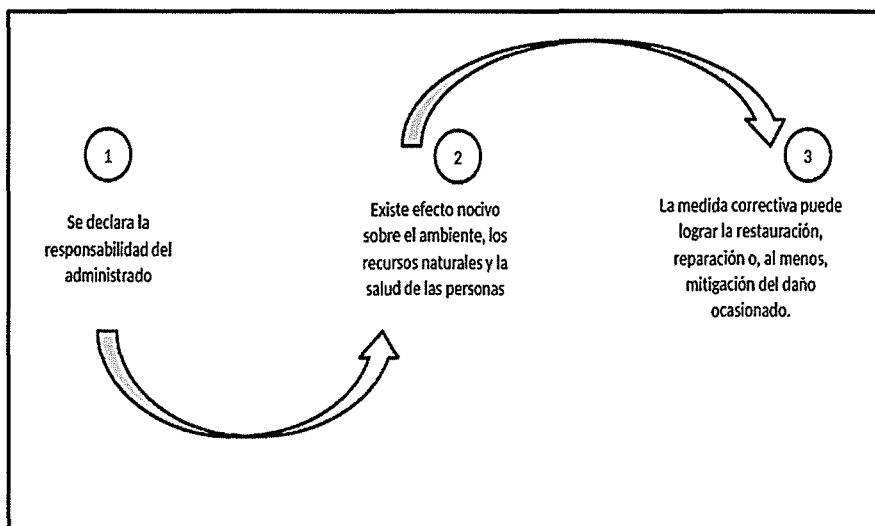 1
Se declara la
responsabilidad del
administrado
2
Existe efecto nocivo
sobre el ambiente, los
recursos naturales y la
salud de las personas
3
La medida correctiva puede
lograr la restauración,
reparación o, al menos,
mitigación del daño
ocasionado.